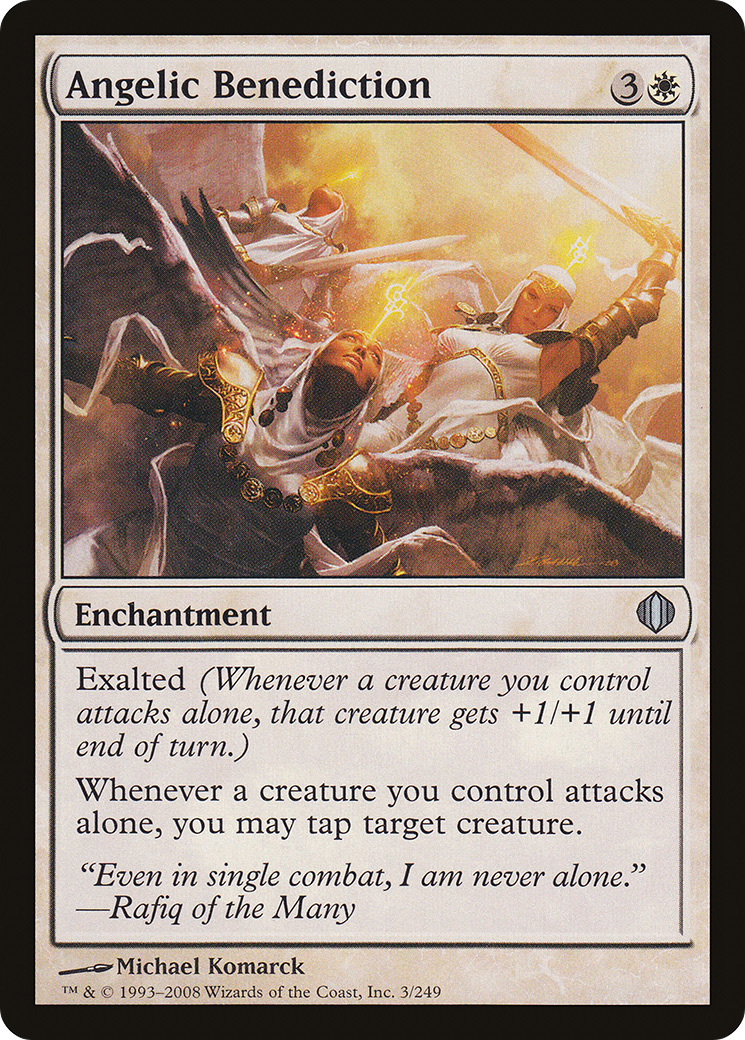 Angelic Benediction 3
Enchantment
Exalted (Whenever a creature you control
attacks alone, that creature gets +1/+1 until
end of turn.)
Whenever a creature you control attacks
alone, you may tap target creature.
“Even in single combat, I am never alone.”
—Rafiq of the Many
Michael Komarck
™ & © 1993–2008 Wizards of the Coast, Inc. 3/249